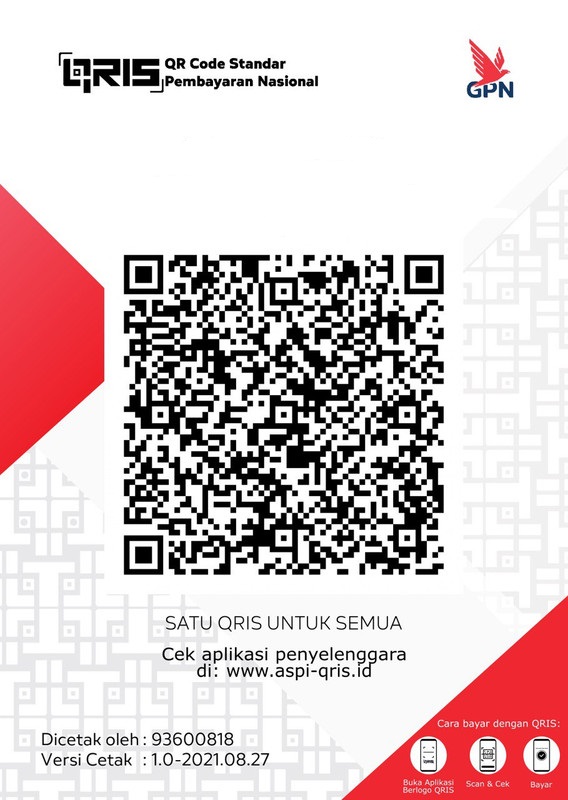 QRIS QR Code Standar
Pembayaran Nasional
GPN
SATU QRIS UNTUK SEMUA
Cek aplikasi penyelenggara
di: www.aspi-qris.id
Cara bayar dengan QRIS:
Dicetak oleh : 93600818
Versi Cetak : 1.0-2021.08.27
Buka Aplikasi
Berlogo QRIS
Scan & Cek
Bayar